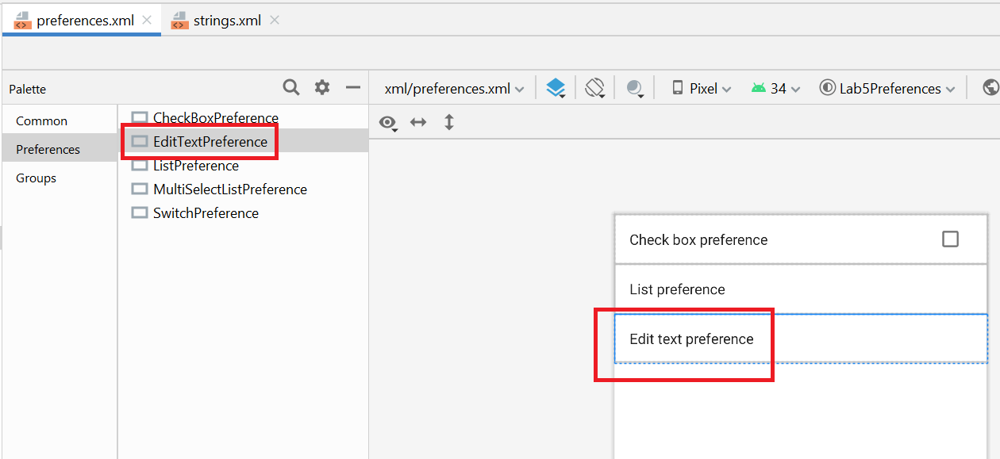 preferences.xml strings.xml
Palette
xml/preferences.xml Pixel 34 Lab5Preferences
Common
Preferences
Groups
CheckBoxPreference
EditTextPreference
ListPreference
MultiSelectListPreference
SwitchPreference
Check box preference
List preference
Edit text preference